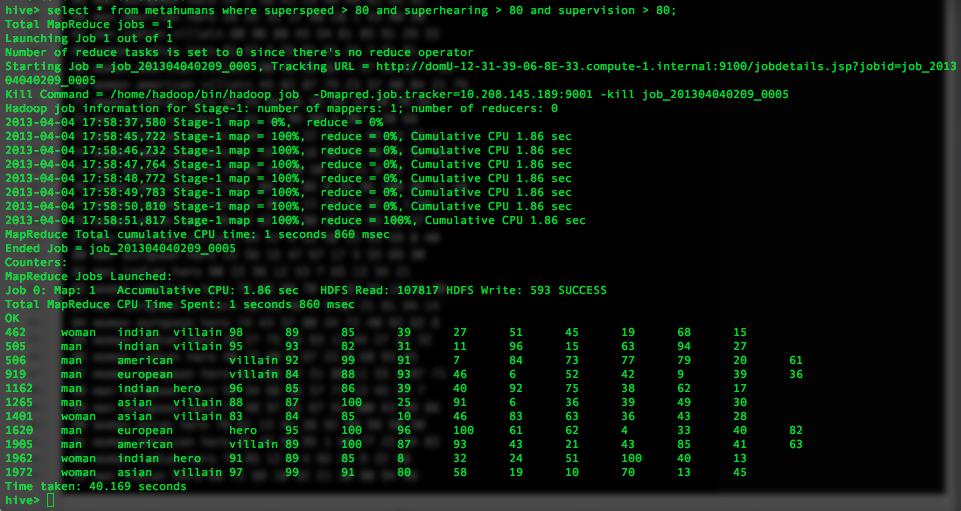 hive> select * from metahumans where superspeed > 80 and superhearing > 80 and supervision > 80;
Total MapReduce jobs = 1
Launching Job 1 out of 1
Number of reduce tasks is set to 0 since there's no reduce operator
Starting Job = job_201304040209_0005, Tracking URL = http://domU-12-31-39-06-8E-33.compute-1.internal:9100/jobdetails.jsp?jobid=job_2013
04040209_0005
Kill Command = /home/hadoop/bin/hadoop job  -Dmapred.job.tracker=10.208.145.189:9001 -kill job_201304040209_0005
Hadoop job information for Stage-1: number of mappers: 1; number of reducers: 0
2013-04-04 17:58:37,580 Stage-1 map = 0%,  reduce = 0%
2013-04-04 17:58:45,722 Stage-1 map = 100%,  reduce = 0%, Cumulative CPU 1.86 sec
2013-04-04 17:58:46,732 Stage-1 map = 100%,  reduce = 0%, Cumulative CPU 1.86 sec
2013-04-04 17:58:47,764 Stage-1 map = 100%,  reduce = 0%, Cumulative CPU 1.86 sec
2013-04-04 17:58:48,772 Stage-1 map = 100%,  reduce = 0%, Cumulative CPU 1.86 sec
2013-04-04 17:58:49,783 Stage-1 map = 100%,  reduce = 0%, Cumulative CPU 1.86 sec
2013-04-04 17:58:50,810 Stage-1 map = 100%,  reduce = 0%, Cumulative CPU 1.86 sec
2013-04-04 17:58:51,817 Stage-1 map = 100%,  reduce = 100%, Cumulative CPU 1.86 sec
MapReduce Total cumulative CPU time: 1 seconds 860 msec
Ended Job = job_201304040209_0005
Counters:
MapReduce Jobs Launched:
Job 0: Map: 1   Accumulative CPU: 1.86 sec   HDFS Read: 107817 HDFS Write: 593 SUCCESS
Total MapReduce CPU Time Spent: 1 seconds 860 msec
OK
462 woman indian villain 98 89 85 39 27 51 45 19 68 15
505 man indian villain 95 93 82 31 11 96 15 63 94 27
506 man american villain 92 99 91 7 84 73 77 79 20 61
919 man european villain 84 88 93 46 6 52 42 9 39 36
1162 man indian hero 96 85 86 39 40 92 75 38 62 17
1265 man asian villain 88 87 100 25 91 6 36 39 49 30
1401 woman asian villain 83 84 85 10 46 83 63 36 43 28
1620 man european hero 95 100 96 100 61 62 4 33 40 82
1905 man american villain 89 100 87 93 43 21 43 85 41 63
1962 woman indian hero 91 89 85 8 32 24 51 100 40 13
1972 woman asian villain 97 99 91 80 58 19 10 70 13 45
Time taken: 40.169 seconds
hive>